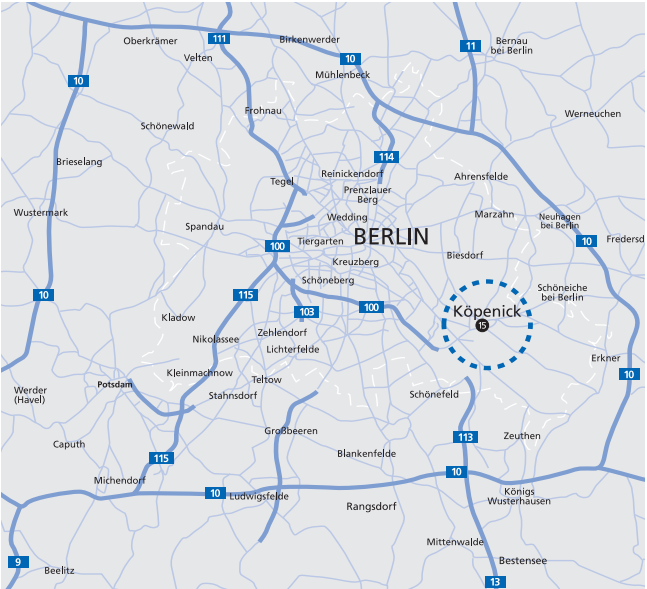 Oberkrämer
111
Birkenwerder
11
Bernau
bei Berlin
Velten
10
Mühlenbeck
10
Frohnau
Werneuchen
Schönewald
114
Brieselang
Reinickendorf
Ahrensfelde
Tegel
Prenzlauer
Berg
Wustermark
Wedding
Marzahn
Neuhagen
bei Berlin
Spandau
100
Tiergarten
BERLIN
10
Fredersd
Kreuzberg
Biesdorf
Schöneberg
10
115
Schöneiche
bei Berlin
103
100
Köpenick
15
Kladow
Nikolassee
Zehlendorf
Lichterfelde
Erkner
Kleinmachnow
Teltow
10
Potsdam
Werder
(Havel)
Stahnsdorf
Schönefeld
Großbeeren
113
Zeuthen
Caputh
115
Blankenfelde
10
Michendorf
10
Ludwigsfelde
Königs
Wusterhausen
Rangsdorf
Mittenwalde
9
Beelitz
Bestensee
13